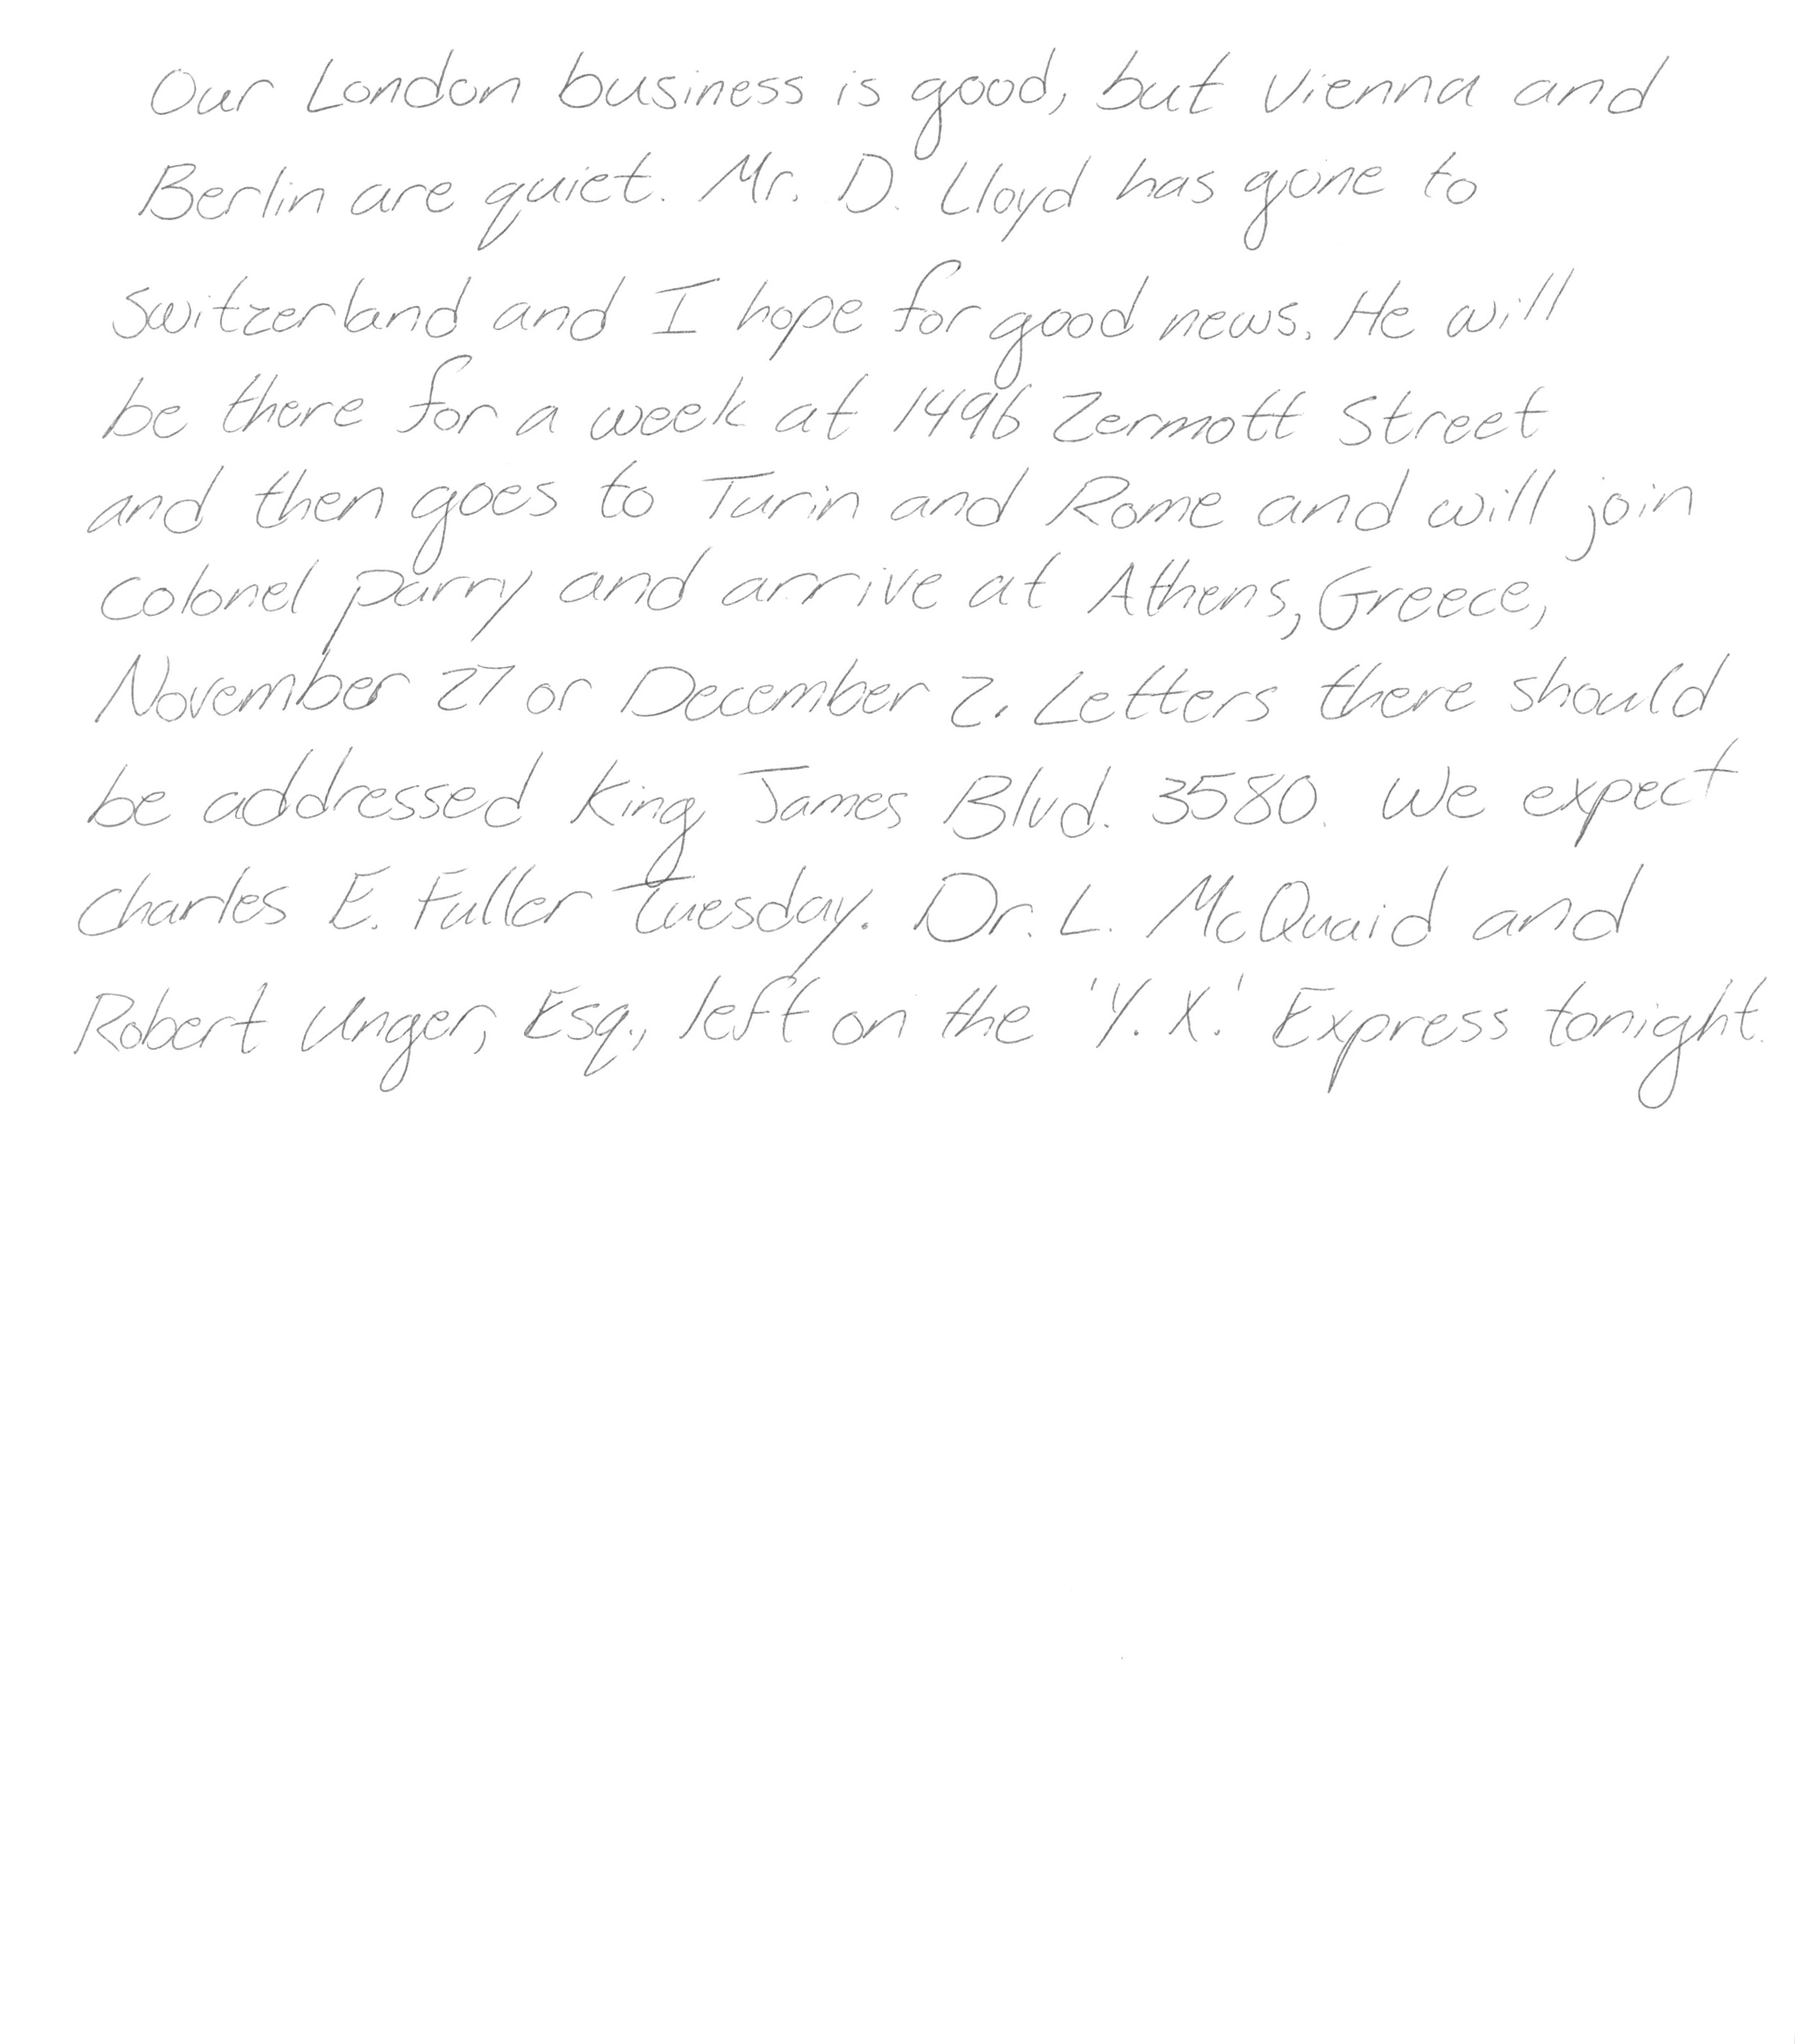 Our London business is good, but Vienna and
Berlin are quiet. Mr. D. Lloyd has gone to
Switzerland and I hope for good news. He will
be there for a week at 1496 Zermott Street
and then goes to Turin and Rome and will join
Colonel Parry and arrive at Athens, Greece,
November 27 or December 2. Letters there should
be addressed King James Blvd. 3580. We expect
Charles E. Fuller Tuesday. Dr. L. McQuaid and
Robert Unger, Esq., left on the 'Y. X.' Express tonight.